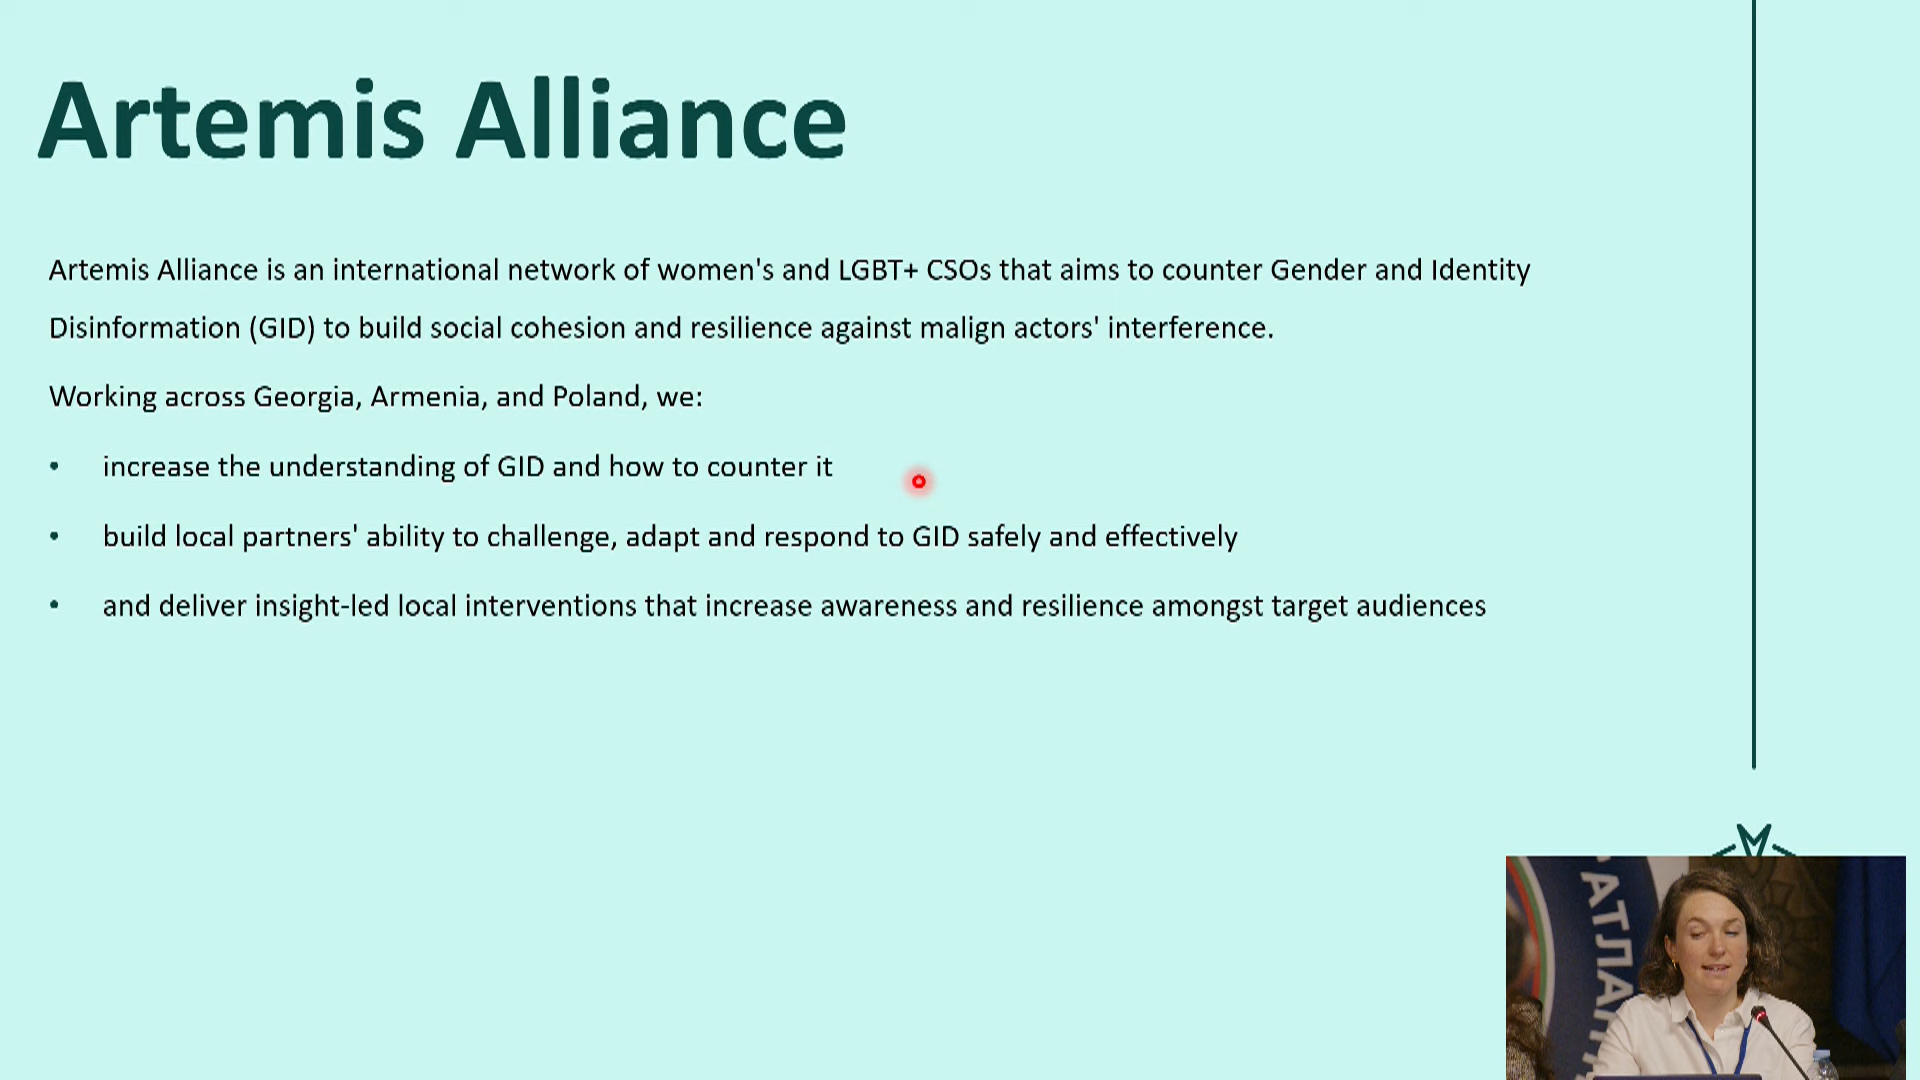 Artemis Alliance
Artemis Alliance is an international network of women's and LGBT+ CSOs that aims to counter Gender and Identity
Disinformation (GID) to build social cohesion and resilience against malign actors' interference.
Working across Georgia, Armenia, and Poland, we:
• increase the understanding of GID and how to counter it
• build local partners' ability to challenge, adapt and respond to GID safely and effectively
• and deliver insight-led local interventions that increase awareness and resilience amongst target audiences